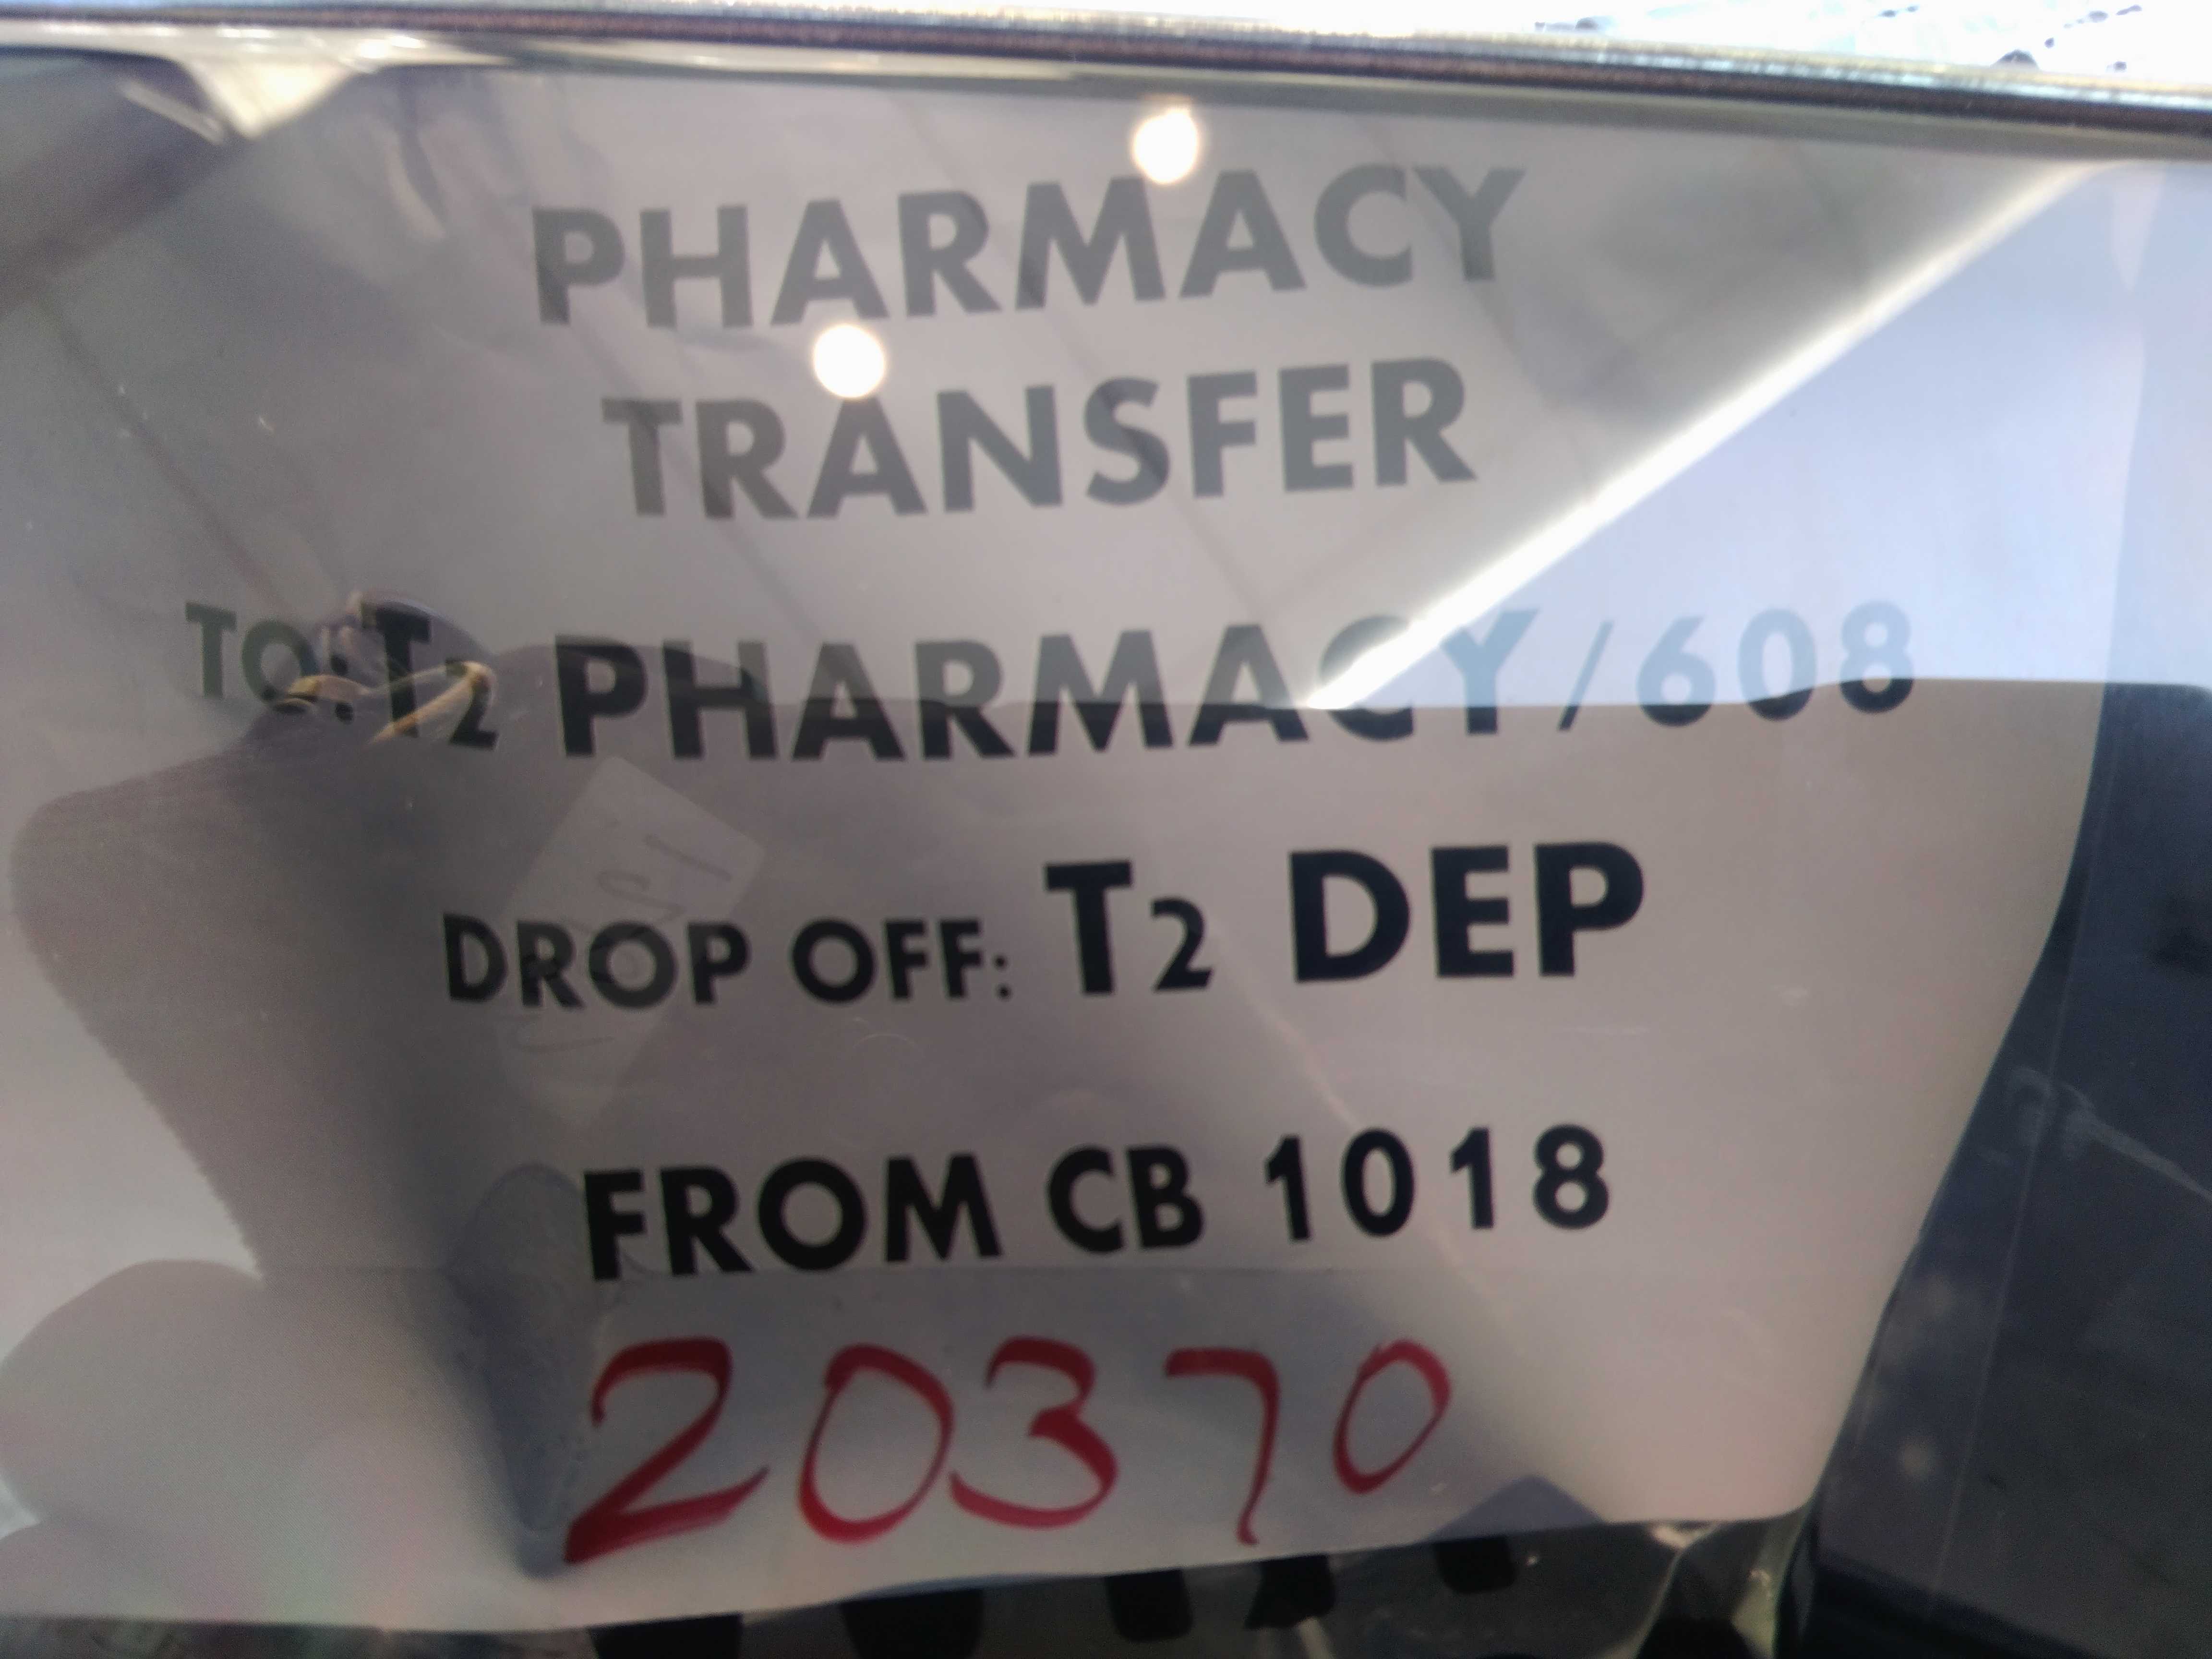 PHARMACY
TRANSFER
TO: T2 PHARMACY/608
DROP OFF: T2 DEP
FROM CB 1018
20370